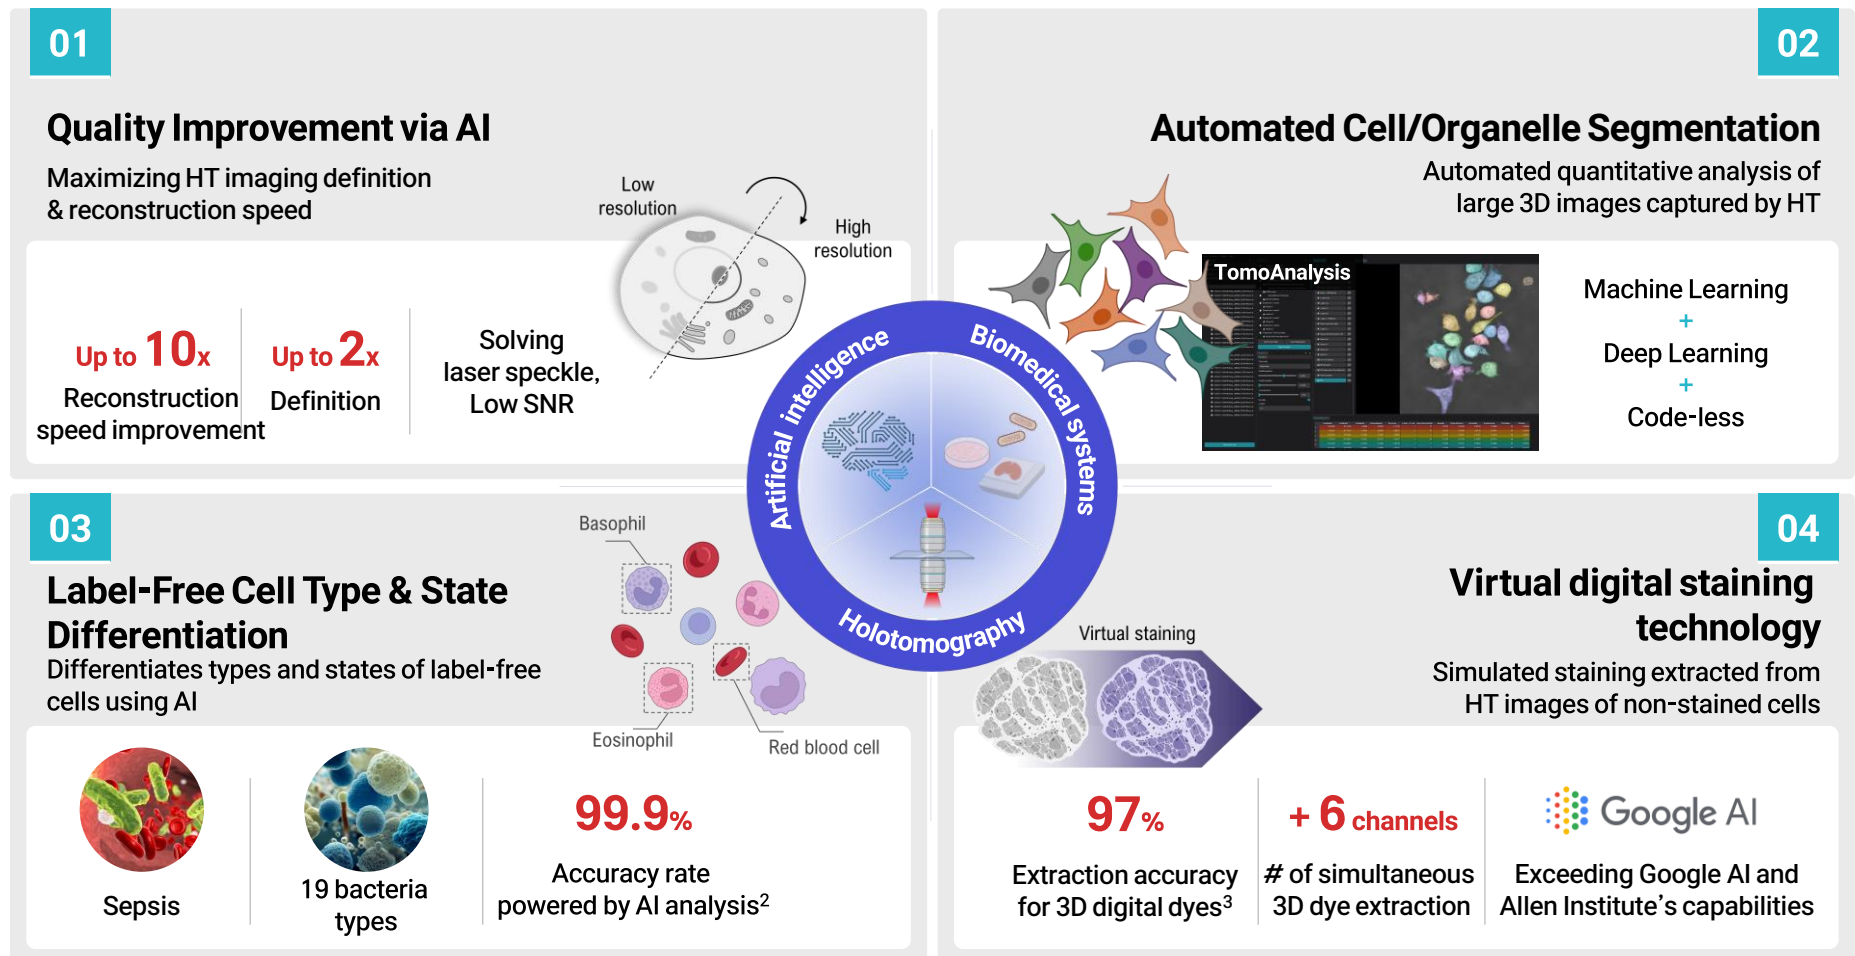 01
Quality Improvement via AI
Maximizing HT imaging definition
& reconstruction speed
Low
resolution
High
resolution
Up to 10x
Reconstruction
speed improvement
Up to 2x
Definition
Solving
laser speckle,
Low SNR
02
Automated Cell/Organelle Segmentation
Automated quantitative analysis of
large 3D images captured by HT
TomoAnalysis
Machine Learning
+
Deep Learning
+
Code-less
Artificial intelligence
Biomedical systems
Holotomography
03
Label-Free Cell Type & State
Differentiation
Differentiates types and states of label-free
cells using AI
Basophil
Eosinophil
Red blood cell
Sepsis
19 bacteria
types
99.9%
Accuracy rate
powered by AI analysis2
04
Virtual digital staining
technology
Simulated staining extracted from
HT images of non-stained cells
Virtual staining
97%
Extraction accuracy
for 3D digital dyes3
+ 6 channels
# of simultaneous
3D dye extraction
Google AI
Exceeding Google AI and
Allen Institute's capabilities